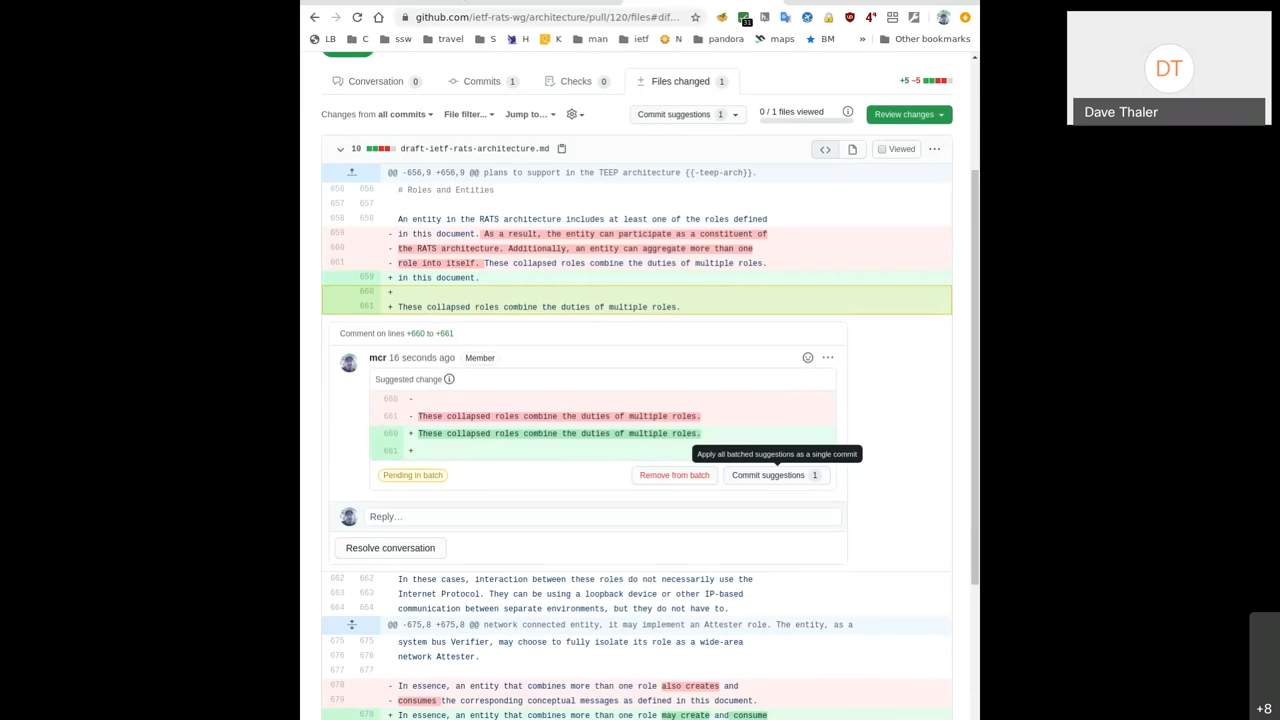 github.com/ietf-rats-wg/architecture/pull/120/files#dif...
31
LB C ssw travel S H K man ietf N pandora maps BM » Other bookmarks
Conversation 0 Commits 1 Checks 0 Files changed 1 +5 −5
Changes from all commits File filter... Jump to... Commit suggestions 1 0 / 1 files viewed Review changes
10 draft-ietf-rats-architecture.md Viewed
@@ -656,9 +656,9 @@ plans to support in the TEEP architecture {{-teep-arch}}.
656 656 # Roles and Entities
657 657
658 658 An entity in the RATS architecture includes at least one of the roles defined
659 - in this document. As a result, the entity can participate as a constituent of
660 - the RATS architecture. Additionally, an entity can aggregate more than one
661 - role into itself. These collapsed roles combine the duties of multiple roles.
659 + in this document.
660 +
661 + These collapsed roles combine the duties of multiple roles.
Comment on lines +660 to +661
mcr 16 seconds ago Member
Suggested change
660 -
661 - These collapsed roles combine the duties of multiple roles.
660 + These collapsed roles combine the duties of multiple roles.
661 +
Apply all batched suggestions as a single commit
Pending in batch Remove from batch Commit suggestions 1
Reply...
Resolve conversation
662 662 In these cases, interaction between these roles do not necessarily use the
663 663 Internet Protocol. They can be using a loopback device or other IP-based
664 664 communication between separate environments, but they do not have to.
@@ -675,8 +675,8 @@ network connected entity, it may implement an Attester role. The entity, as a
675 675 system bus Verifier, may choose to fully isolate its role as a wide-area
676 676 network Attester.
677 677
678 - In essence, an entity that combines more than one role also creates and
679 - consumes the corresponding conceptual messages as defined in this document.
678 + In essence, an entity that combines more than one role may create and consume
DT
Dave Thaler
+8